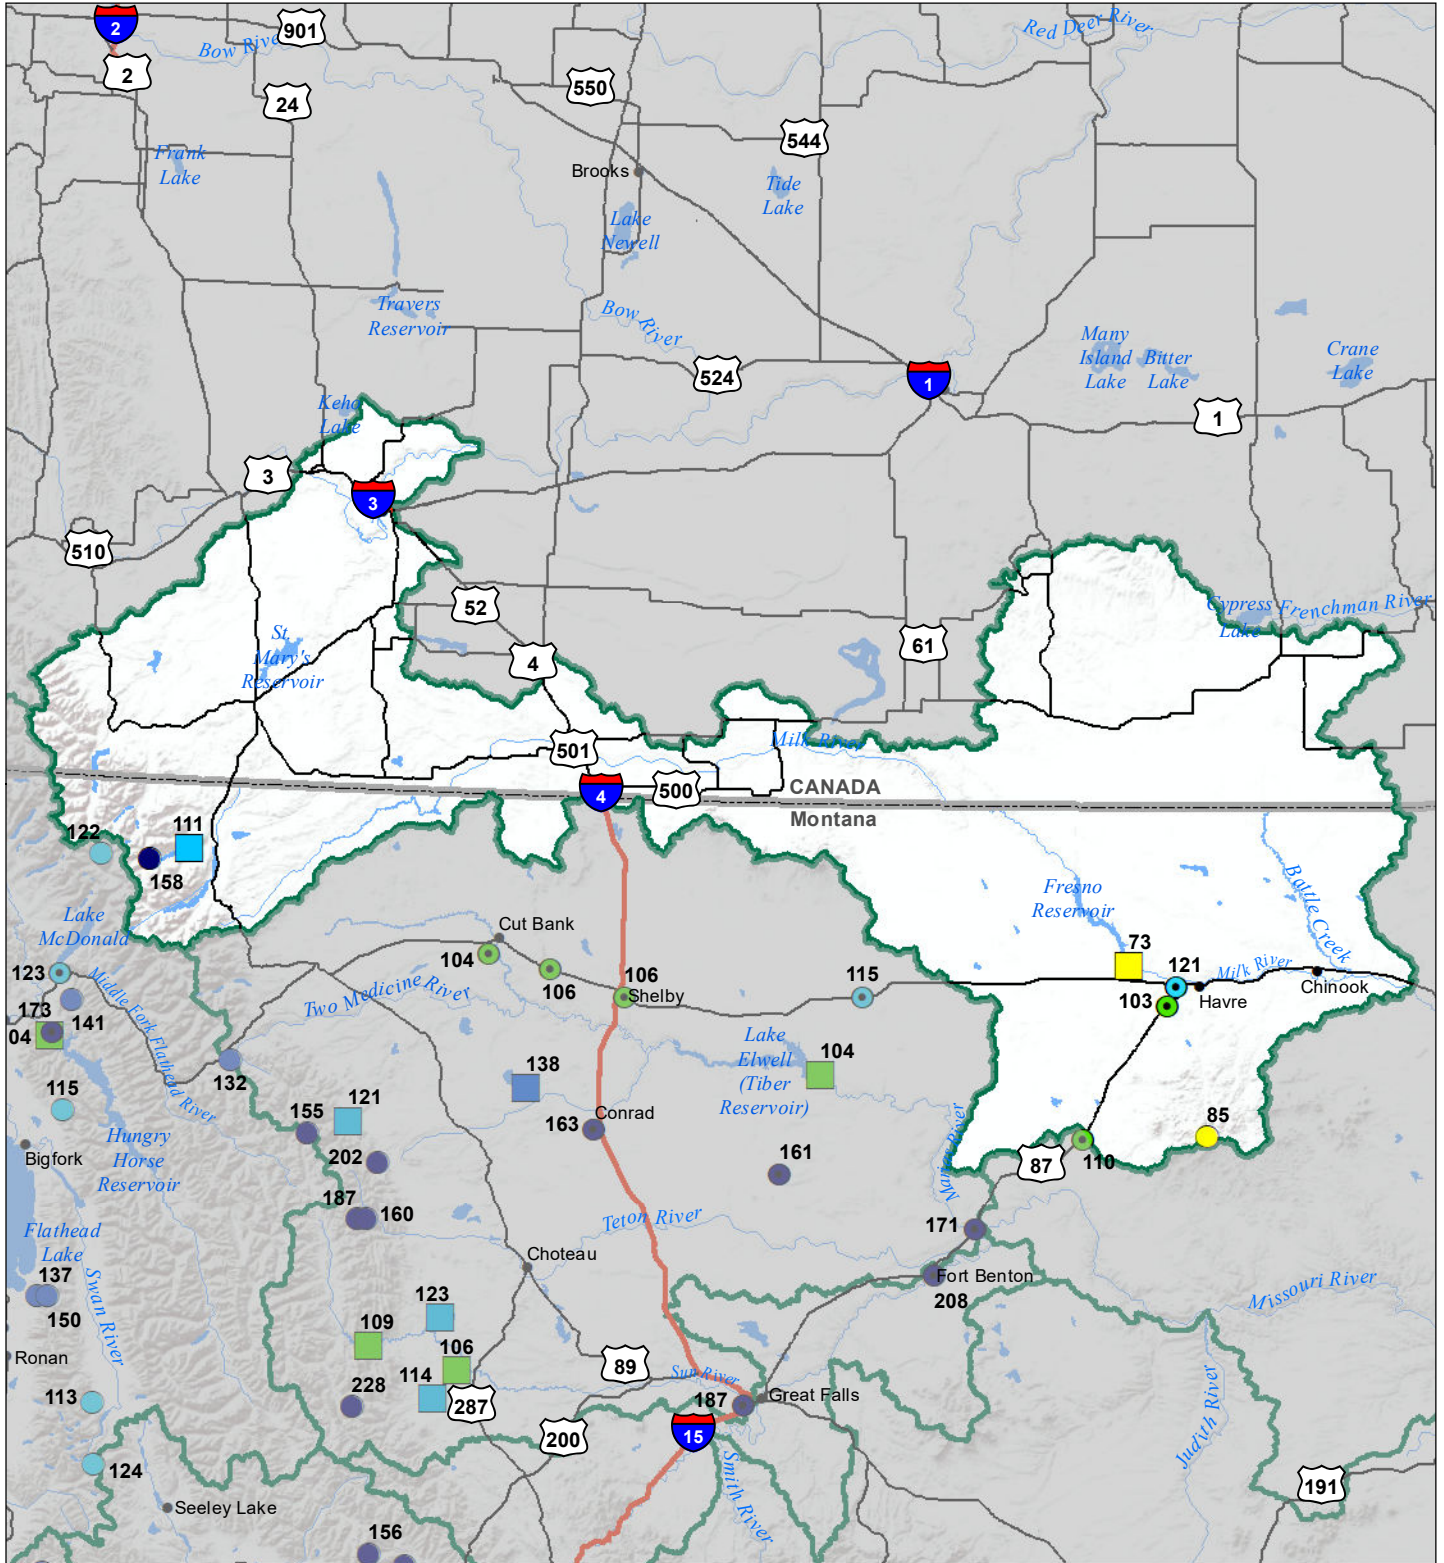 2
901
Bow Rive
Red Deer River
2
24
550
544
Frank
Lake
Brooks
Tide
Lake
Lake
Newell
Travers
Reservoir
Bow River
Many
Island
Lake
Bitter
Lake
Crane
Lake
524
1
1
Keho
Lake
3
3
510
52
Cypress
Lake
Frenchman River
St.
Mary's
Reservoir
4
61
501
Milk River
4
500
CANADA
Montana
122
111
158
Fresno
Reservoir
Battle Creek
Lake
McDonald
Cut Bank
104
106
106
Shelby
115
73
121
Milk River
Chinook
Havre
103
123
Middle Fork Flathead River
Two Medicine River
141
173
04
132
138
Lake
Elwell
(Tiber
Reservoir)
104
115
155
121
163
Conrad
Marias River
85
Hungry
Horse
Reservoir
Bigfork
202
161
87
110
187
160
Teton River
171
Flathead
Lake
Choteau
Fort Benton
208
Missouri River
137
150
Swan River
123
109
106
Ronan
89
Sun River
114
113
228
287
187
Great Falls
Judith River
200
15
124
Smith River
191
Seeley Lake
156